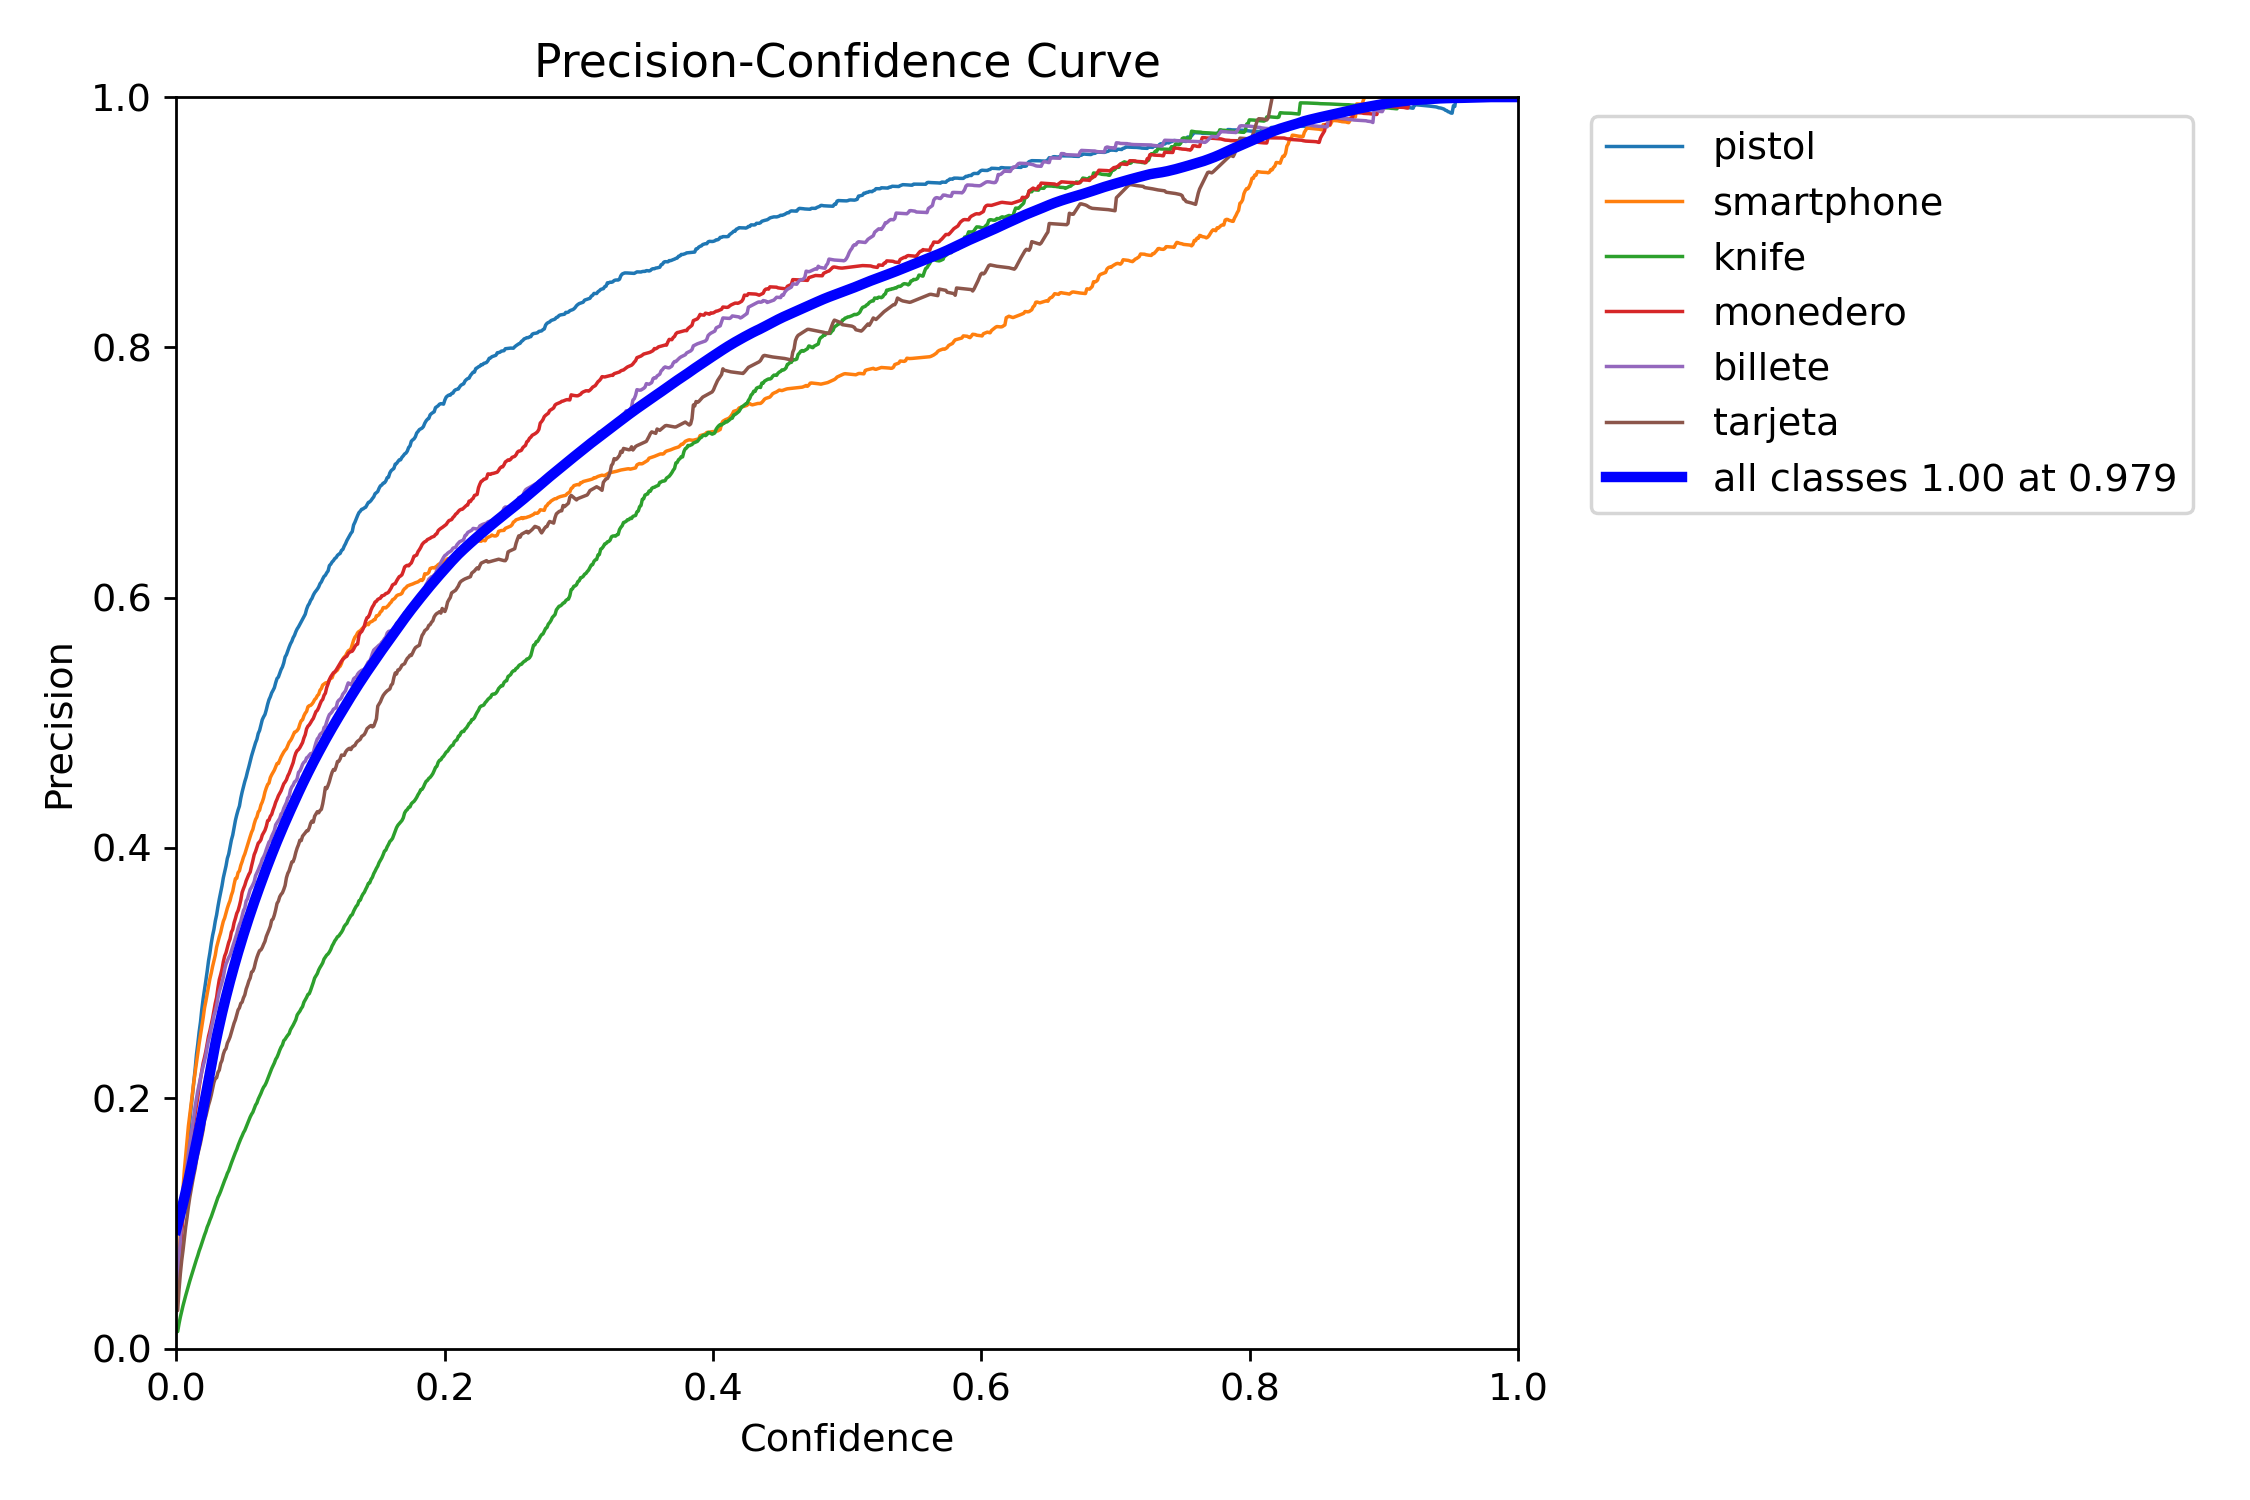 Precision-Confidence Curve
1.0
0.8
0.6
0.4
0.2
0.0
Precision
0.0 0.2 0.4 0.6 0.8 1.0
Confidence
pistol
smartphone
knife
monedero
billete
tarjeta
all classes 1.00 at 0.979